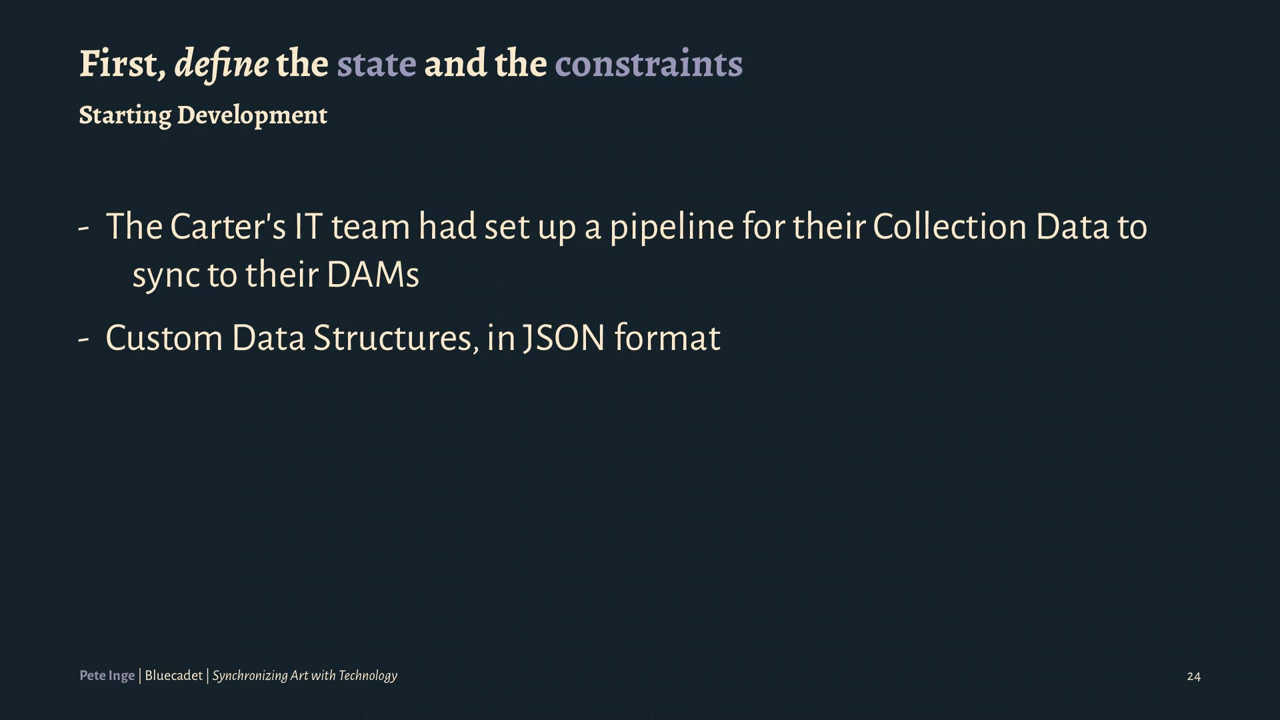 First, define the state and the constraints
Starting Development
- The Carter's IT team had set up a pipeline for their Collection Data to
sync to their DAMs
- Custom Data Structures, in JSON format
Pete Inge | Bluecadet | Synchronizing Art with Technology
24